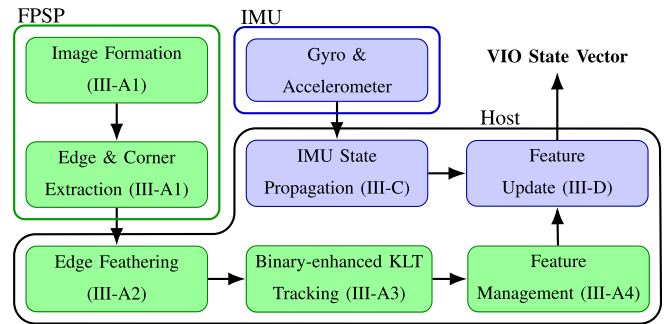 FPSP
IMU
Image Formation
(III-A1)
Gyro &
Accelerometer
VIO State Vector
Host
Edge & Corner
Extraction (III-A1)
IMU State
Propagation (III-C)
Feature
Update (III-D)
Edge Feathering
(III-A2)
Binary-enhanced KLT
Tracking (III-A3)
Feature
Management (III-A4)